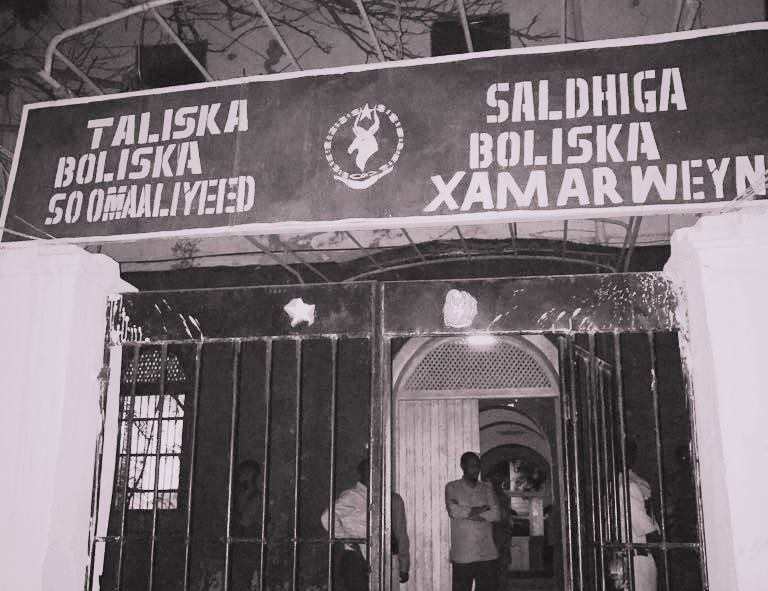 TALISKA
BOLISKA
SOOMAALIYEED
SALDHIGA
BOLISKA
XAMARWEYN